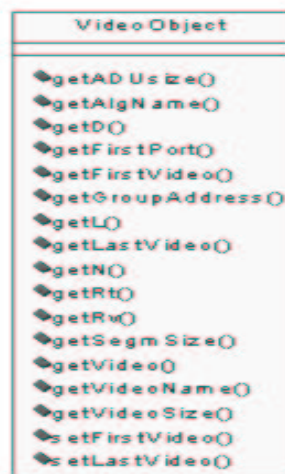 VideoObject
getADUsize()
getAlgName()
getD()
getFirstPort()
getFirstVideo()
getGroupAddress()
getL()
getLastVideo()
getN()
getRt()
getRw()
getSegmSize()
getVideo()
getVideoName()
getVideoSize()
setFirstVideo()
setLastVideo()